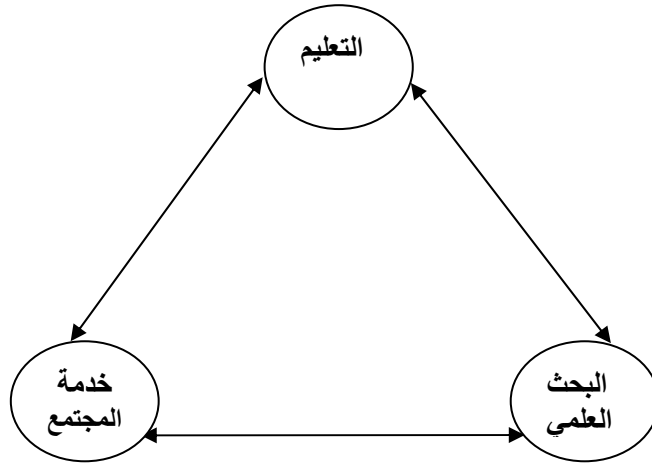 التعليم
البحث
العلمي
خدمة
المجتمع